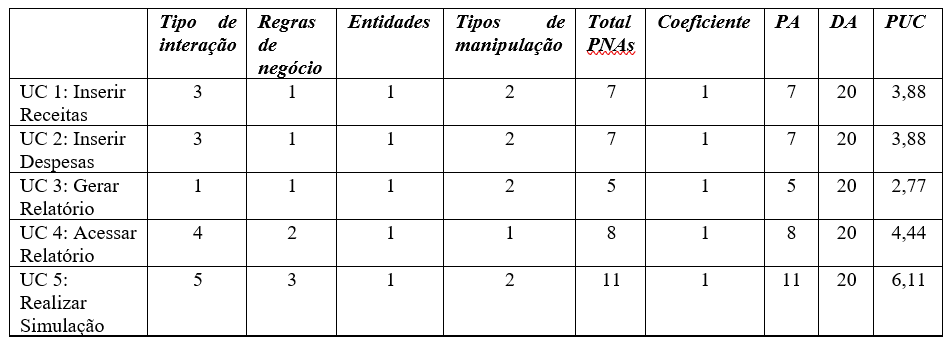 Tipo de interação Regras de negócio Entidades Tipos de manipulação Total PNAs Coeficiente PA DA PUC
UC 1: Inserir Receitas 3 1 1 2 7 1 7 20 3,88
UC 2: Inserir Despesas 3 1 1 2 7 1 7 20 3,88
UC 3: Gerar Relatório 1 1 1 2 5 1 5 20 2,77
UC 4: Acessar Relatório 4 2 1 1 8 1 8 20 4,44
UC 5: Realizar Simulação 5 3 1 2 11 1 11 20 6,11